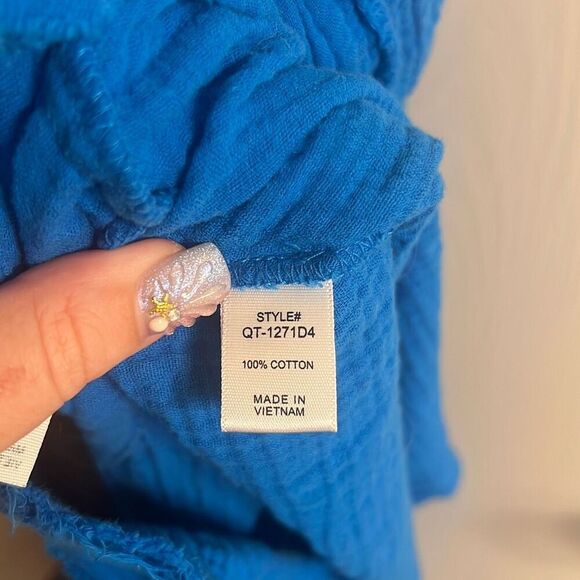 STYLE#
QT-1271D4
100% COTTON
MADE IN
VIETNAM